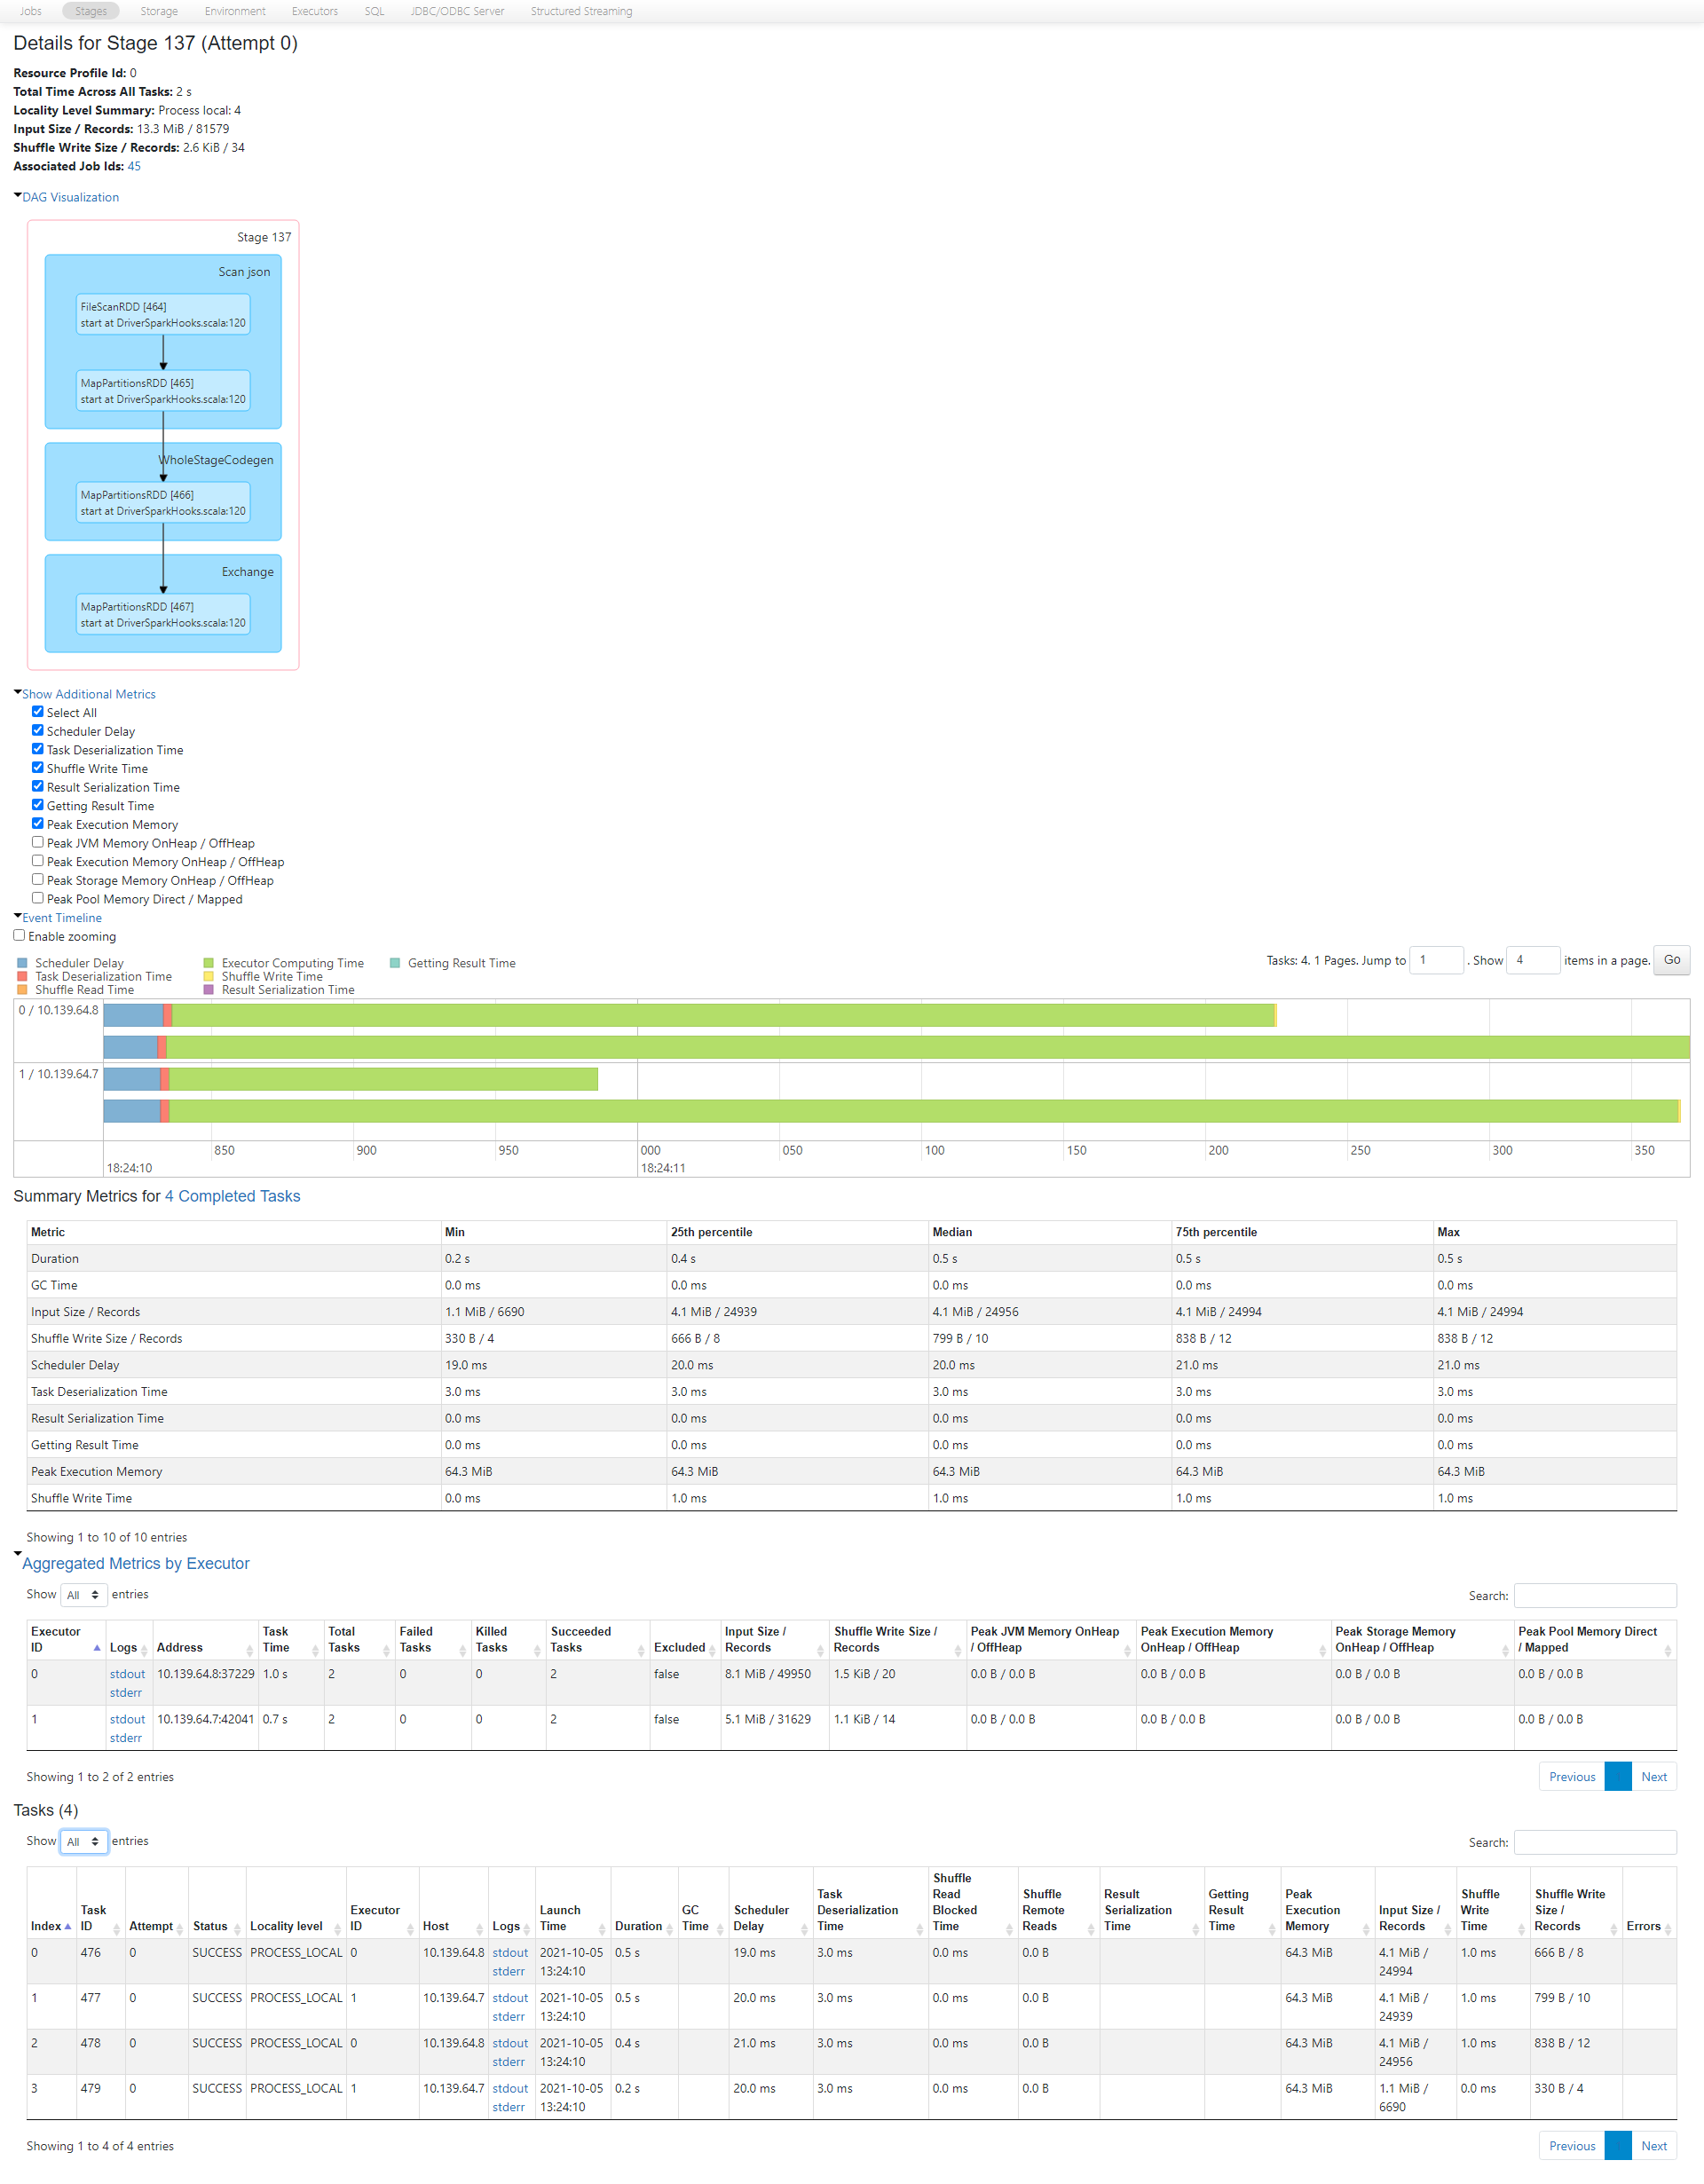 Jobs Stages Storage Environment Executors SQL JDBC/ODBC Server Structured Streaming
Details for Stage 137 (Attempt 0)
Resource Profile Id: 0
Total Time Across All Tasks: 2 s
Locality Level Summary: Process local: 4
Input Size / Records: 13.3 MiB / 81579
Shuffle Write Size / Records: 2.6 KiB / 34
Associated Job Ids: 45
DAG Visualization
Stage 137
Scan json
FileScanRDD [464]
start at DriverSparkHooks.scala:120
MapPartitionsRDD [465]
start at DriverSparkHooks.scala:120
WholeStageCodegen
MapPartitionsRDD [466]
start at DriverSparkHooks.scala:120
Exchange
MapPartitionsRDD [467]
start at DriverSparkHooks.scala:120
Show Additional Metrics
Select All
Scheduler Delay
Task Deserialization Time
Shuffle Write Time
Result Serialization Time
Getting Result Time
Peak Execution Memory
Peak JVM Memory OnHeap / OffHeap
Peak Execution Memory OnHeap / OffHeap
Peak Storage Memory OnHeap / OffHeap
Peak Pool Memory Direct / Mapped
Event Timeline
Enable zooming
Scheduler Delay Executor Computing Time Getting Result Time
Task Deserialization Time Shuffle Write Time
Shuffle Read Time Result Serialization Time
Tasks: 4. 1 Pages. Jump to 1 . Show 4 items in a page. Go
0 / 10.139.64.8
1 / 10.139.64.7
850 900 950 000 050 100 150 200 250 300 350
18:24:10 18:24:11
Summary Metrics for 4 Completed Tasks
Metric Min 25th percentile Median 75th percentile Max
Duration 0.2 s 0.4 s 0.5 s 0.5 s 0.5 s
GC Time 0.0 ms 0.0 ms 0.0 ms 0.0 ms 0.0 ms
Input Size / Records 1.1 MiB / 6690 4.1 MiB / 24939 4.1 MiB / 24956 4.1 MiB / 24994 4.1 MiB / 24994
Shuffle Write Size / Records 330 B / 4 666 B / 8 799 B / 10 838 B / 12 838 B / 12
Scheduler Delay 19.0 ms 20.0 ms 20.0 ms 21.0 ms 21.0 ms
Task Deserialization Time 3.0 ms 3.0 ms 3.0 ms 3.0 ms 3.0 ms
Result Serialization Time 0.0 ms 0.0 ms 0.0 ms 0.0 ms 0.0 ms
Getting Result Time 0.0 ms 0.0 ms 0.0 ms 0.0 ms 0.0 ms
Peak Execution Memory 64.3 MiB 64.3 MiB 64.3 MiB 64.3 MiB 64.3 MiB
Shuffle Write Time 0.0 ms 1.0 ms 1.0 ms 1.0 ms 1.0 ms
Showing 1 to 10 of 10 entries
Aggregated Metrics by Executor
Show All entries Search:
Executor Task Total Failed Killed Succeeded Input Size / Shuffle Write Size / Peak JVM Memory OnHeap Peak Execution Memory Peak Storage Memory Peak Pool Memory Direct
ID Logs Address Time Tasks Tasks Tasks Tasks Excluded Records Records / OffHeap OnHeap / OffHeap OnHeap / OffHeap / Mapped
0 stdout 10.139.64.8:37229 1.0 s 2 0 0 2 false 8.1 MiB / 49950 1.5 KiB / 20 0.0 B / 0.0 B 0.0 B / 0.0 B 0.0 B / 0.0 B 0.0 B / 0.0 B
stderr
1 stdout 10.139.64.7:42041 0.7 s 2 0 0 2 false 5.1 MiB / 31629 1.1 KiB / 14 0.0 B / 0.0 B 0.0 B / 0.0 B 0.0 B / 0.0 B 0.0 B / 0.0 B
stderr
Showing 1 to 2 of 2 entries Previous Next
Tasks (4)
Show All entries Search:
Shuffle
Task Read Shuffle Result Getting Peak Shuffle Shuffle Write
Task Executor Launch GC Scheduler Deserialization Blocked Remote Serialization Result Execution Input Size / Write Size /
Index ID Attempt Status Locality level ID Host Logs Time Duration Time Delay Time Time Reads Time Time Memory Records Time Records Errors
0 476 0 SUCCESS PROCESS_LOCAL 0 10.139.64.8 stdout 2021-10-05 0.5 s 19.0 ms 3.0 ms 0.0 ms 0.0 B 64.3 MiB 4.1 MiB / 1.0 ms 666 B / 8
stderr 13:24:10 24994
1 477 0 SUCCESS PROCESS_LOCAL 1 10.139.64.7 stdout 2021-10-05 0.5 s 20.0 ms 3.0 ms 0.0 ms 0.0 B 64.3 MiB 4.1 MiB / 1.0 ms 799 B / 10
stderr 13:24:10 24939
2 478 0 SUCCESS PROCESS_LOCAL 0 10.139.64.8 stdout 2021-10-05 0.4 s 21.0 ms 3.0 ms 0.0 ms 0.0 B 64.3 MiB 4.1 MiB / 1.0 ms 838 B / 12
stderr 13:24:10 24956
3 479 0 SUCCESS PROCESS_LOCAL 1 10.139.64.7 stdout 2021-10-05 0.2 s 20.0 ms 3.0 ms 0.0 ms 0.0 B 64.3 MiB 1.1 MiB / 0.0 ms 330 B / 4
stderr 13:24:10 6690
Showing 1 to 4 of 4 entries Previous Next